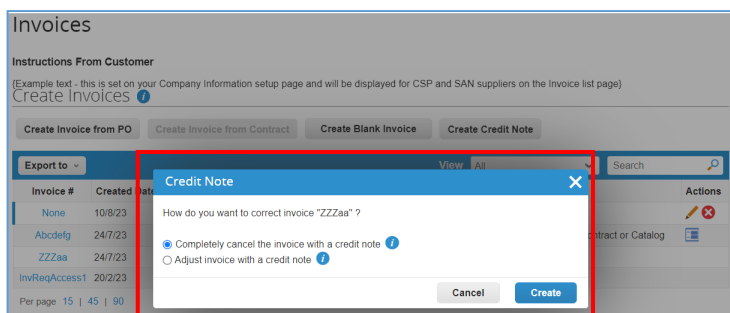 Invoices
Instructions From Customer
{Example text - this is set on your Company Information setup page and will be displayed for CSP and SAN suppliers on the Invoice list page}
Create Invoices
Create Invoice from PO Create Invoice from Contract Create Blank Invoice Create Credit Note
Export to View All Search
Invoice # Created Date Actions
Credit Note
None 10/8/23
How do you want to correct invoice "ZZZaa" ?
Abcdefg 24/7/23 ontract or Catalog
Completely cancel the invoice with a credit note
ZZZaa 24/7/23
Adjust invoice with a credit note
InvReqAccess1 20/2/23
Cancel Create
Per page 15 | 45 | 90